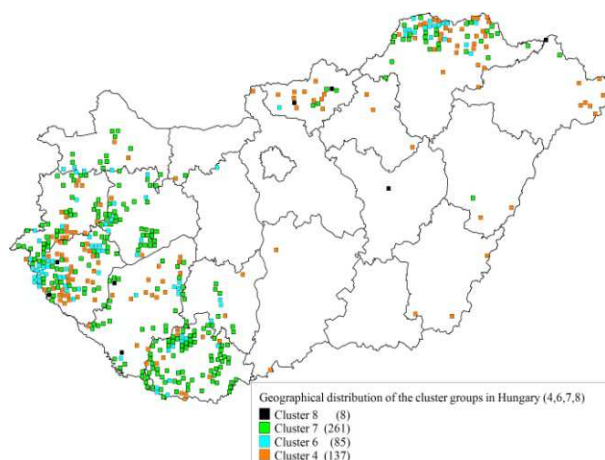 Geographical distribution of the cluster groups in Hungary (4,6,7,8)
Cluster 8 (8)
Cluster 7 (261)
Cluster 6 (85)
Cluster 4 (137)